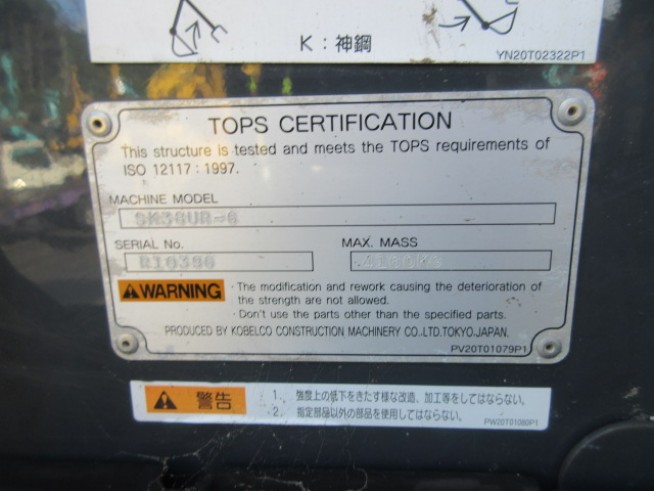 K：神鋼
YN20T02322P1
TOPS CERTIFICATION
This structure is tested and meets the TOPS requirements of
ISO 12117 : 1997.
MACHINE MODEL
SERIAL No.
MAX. MASS
WARNING
· The modification and rework causing the deterioration of
the strength are not allowed.
· Don't use the parts other than the specified parts.
PRODUCED BY KOBELCO CONSTRUCTION MACHINERY CO.,LTD.TOKYO.JAPAN.
PV20T01079P1
警告
1. 強度上の低下をきたす様な改造、加工等をしてはならない。
2. 指定部品以外の部品を使用してはならない。